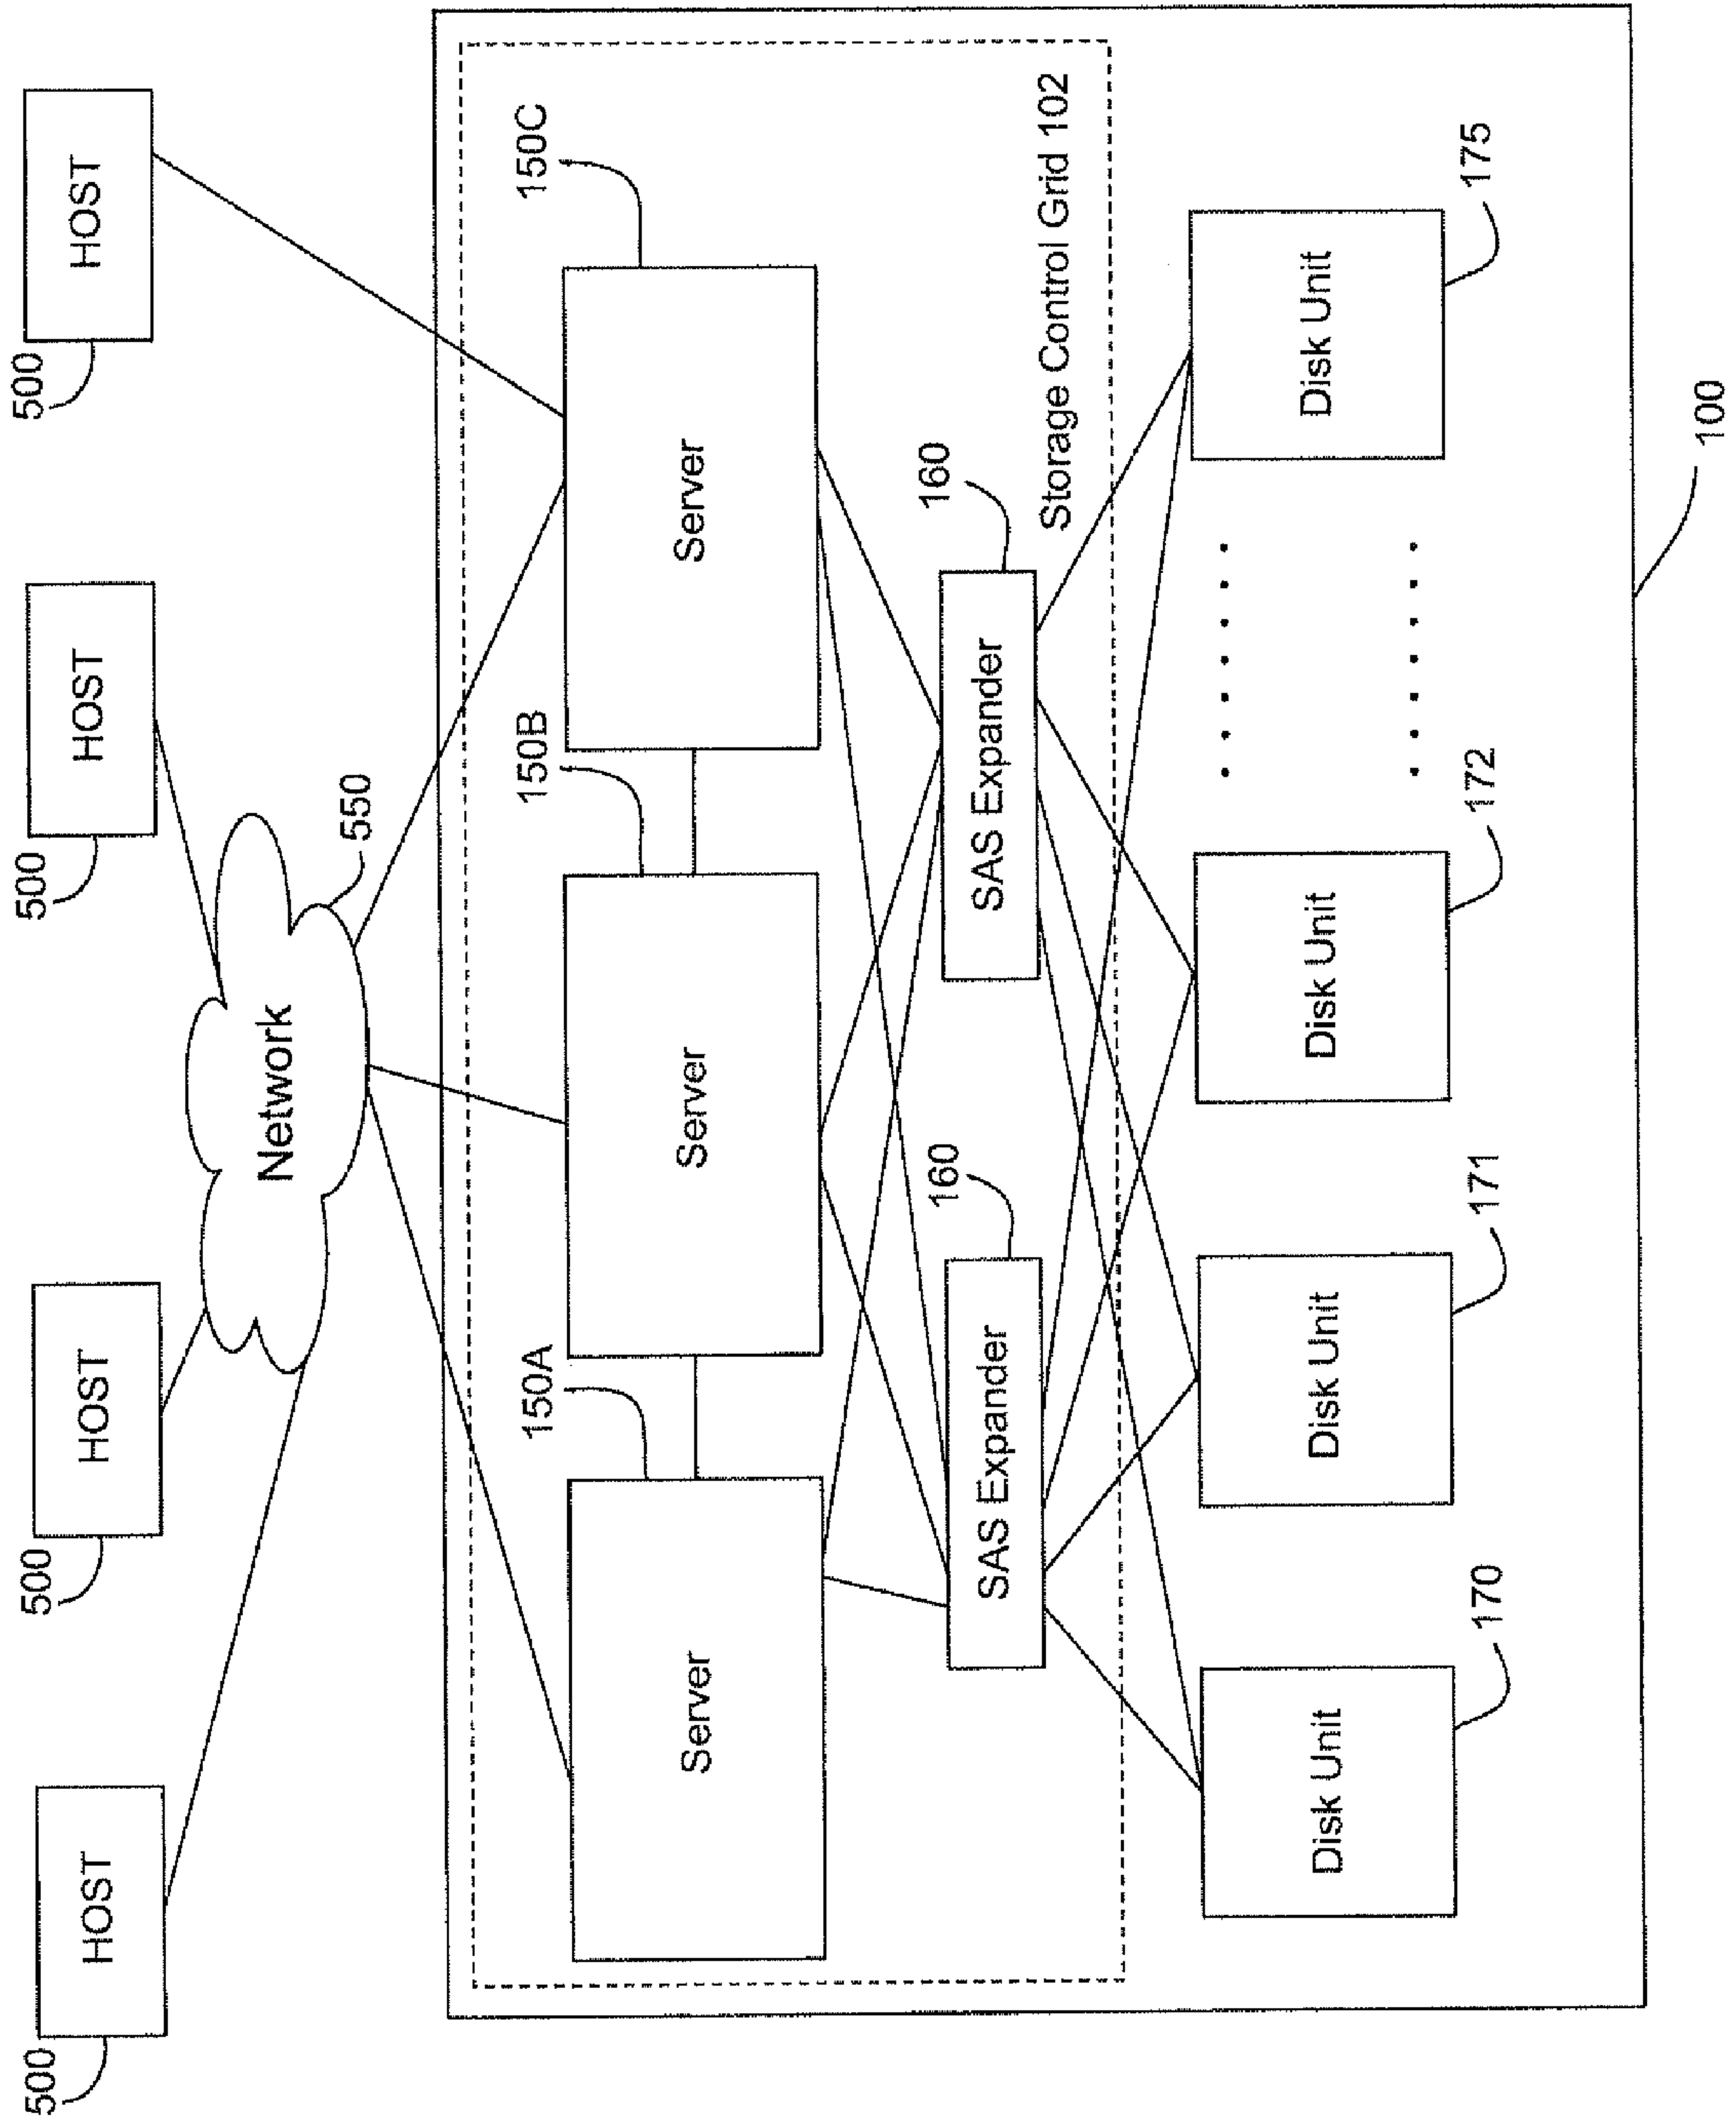 HOST
HOST
HOST
HOST
500
500
500
500
Network
550
150A
150B
150C
Server
Server
Server
160
160
SAS Expander
SAS Expander
Storage Control Grid 102
Disk Unit
Disk Unit
Disk Unit
Disk Unit
170
171
172
175
100